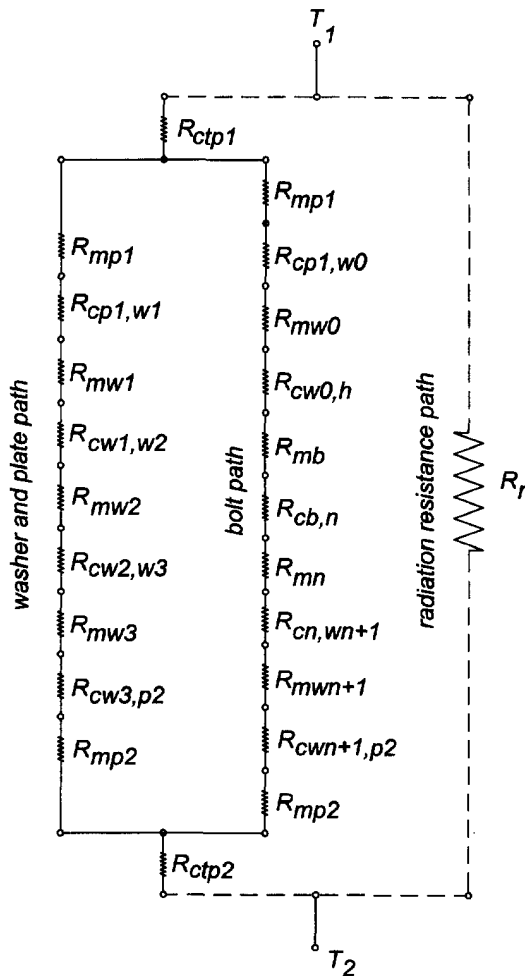 T1
Rctp1
Rmp1
Rcp1,w1
Rmw1
Rcw1,w2
Rmw2
Rcw2,w3
Rmw3
Rcw3,p2
Rmp2
washer and plate path
Rmp1
Rcp1,w0
Rmw0
Rcw0,h
Rmb
Rcb,n
Rmn
Rcn,wn+1
Rmwn+1
Rcwn+1,p2
Rmp2
bolt path
radiation resistance path
Rr
Rctp2
T2